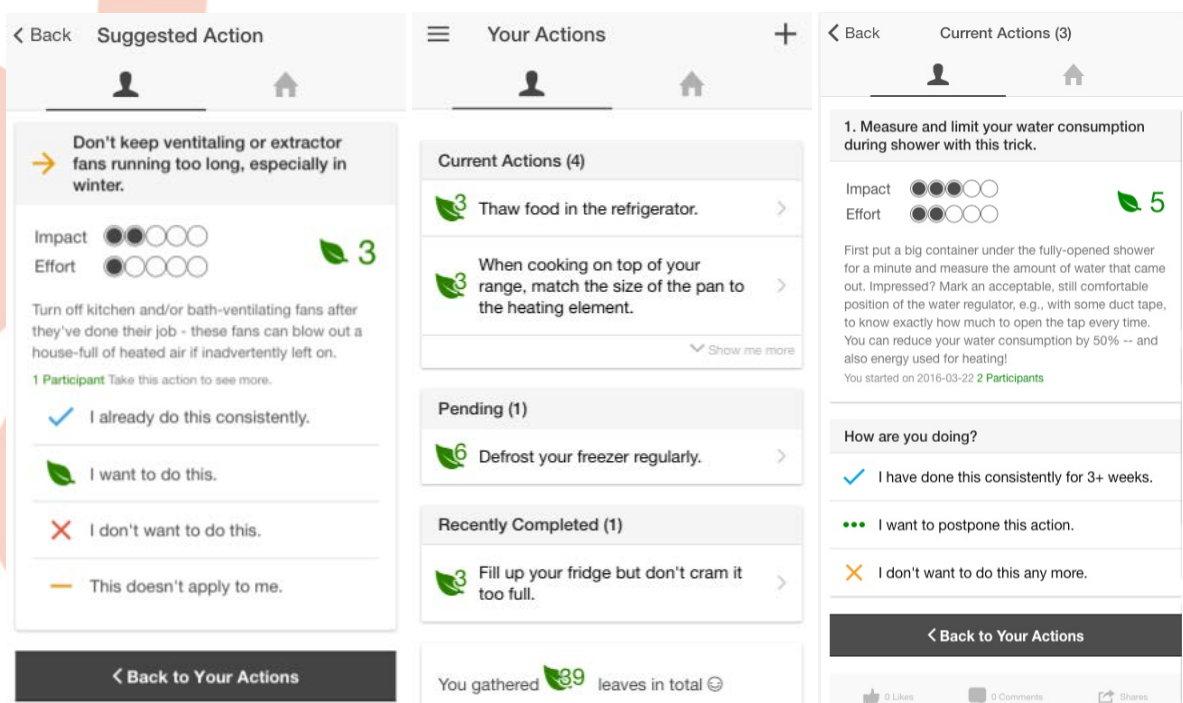 Back Suggested Action
Don't keep ventitaling or extractor
fans running too long, especially in
winter.
Impact
3
Effort
Turn off kitchen and/or bath-ventilating fans after
they've done their job - these fans can blow out a
house-full of heated air if inadvertently left on.
1 Participant Take this action to see more.
I already do this consistently.
I want to do this.
I don't want to do this.
This doesn't apply to me.
Back to Your Actions
Your Actions
Current Actions (4)
3 Thaw food in the refrigerator.
When cooking on top of your
3 range, match the size of the pan to
the heating element.
Show me more
Pending (1)
6 Defrost your freezer regularly.
Recently Completed (1)
3 Fill up your fridge but don't cram it
too full.
You gathered 39 leaves in total
Back Current Actions (3)
1. Measure and limit your water consumption
during shower with this trick.
Impact
5
Effort
First put a big container under the fully-opened shower
for a minute and measure the amount of water that came
out. Impressed? Mark an acceptable, still comfortable
position of the water regulator, e.g., with some duct tape,
to know exactly how much to open the tap every time.
You can reduce your water consumption by 50% -- and
also energy used for heating!
You started on 2016-03-22 2 Participants
How are you doing?
I have done this consistently for 3+ weeks.
I want to postpone this action.
I don't want to do this any more.
Back to Your Actions
0 Likes 0 Comments Shares